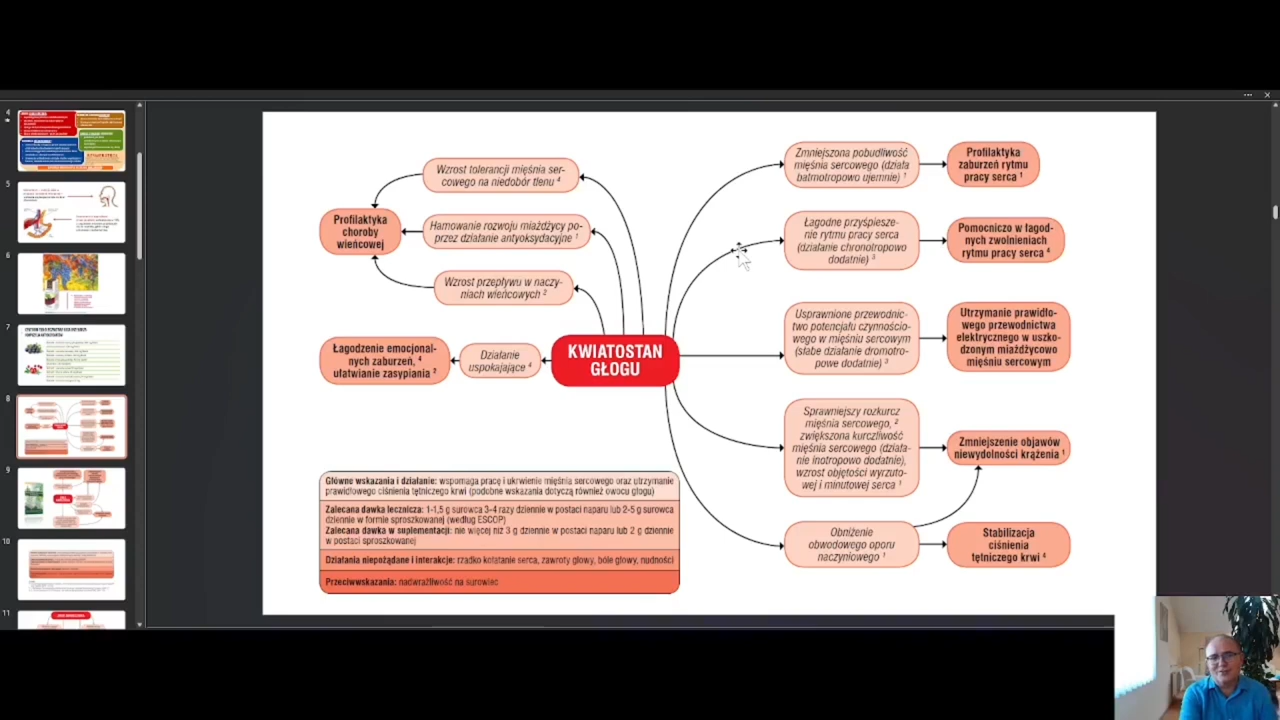 Wzrost tolerancji mięśnia ser-
cowego na niedobór tlenu 4
Profilaktyka
choroby
wieńcowej
Hamowanie rozwoju miażdżycy po-
przez działanie antyoksydacyjne 1
Wzrost przepływu w naczy-
niach wieńcowych 2
Łagodzenie emocjonal-
nych zaburzeń, 4
ułatwianie zasypiania 3
Działanie
uspokajające 4
KWIATOSTAN
GŁOGU
Zmniejszona pobudliwość
mięśnia sercowego (działa
batmotropowo ujemnie) 1
Profilaktyka
zaburzeń rytmu
pracy serca 1
Łagodne przyśpiesze-
nie rytmu pracy serca
(działanie chronotropowo
dodatnie) 3
Pomocniczo w łagod-
nych zwolnieniach
rytmu pracy serca 4
Usprawnione przewodnic-
two potencjału czynnościo-
wego w mięśniu sercowym
(słabe działanie dromotro-
powe dodatnie) 3
Utrzymanie prawidło-
wego przewodnictwa
elektrycznego w uszko-
dzonym miażdżycowo
mięśniu sercowym
Sprawniejszy rozkurcz
mięśnia sercowego, 2
zwiększona kurczliwość
mięśnia sercowego (działa-
nie inotropowo dodatnie),
wzrost objętości wyrzuto-
wej i minutowej serca 1
Zmniejszenie objawów
niewydolności krążenia 1
Obniżenie
obwodowego oporu
naczyniowego 1
Stabilizacja
ciśnienia
tętniczego krwi 4
Główne wskazania i działanie: wspomaga pracę i ukrwienie mięśnia sercowego oraz utrzymanie
prawidłowego ciśnienia tętniczego krwi (podobne wskazania dotyczą również owocu głogu)
Zalecana dawka lecznicza: 1-1,5 g surowca 3-4 razy dziennie w postaci naparu lub 2-5 g surowca
dziennie w formie sproszkowanej (według ESCOP)
Zalecana dawka w suplementacji: nie więcej niż 3 g dziennie w postaci naparu lub 2 g dziennie
w postaci sproszkowanej
Działania niepożądane i interakcje: rzadko kołatanie serca, zawroty głowy, bóle głowy, nudności
Przeciwwskazania: nadwrażliwość na surowiec
4
5
6
7
8
9
10
11